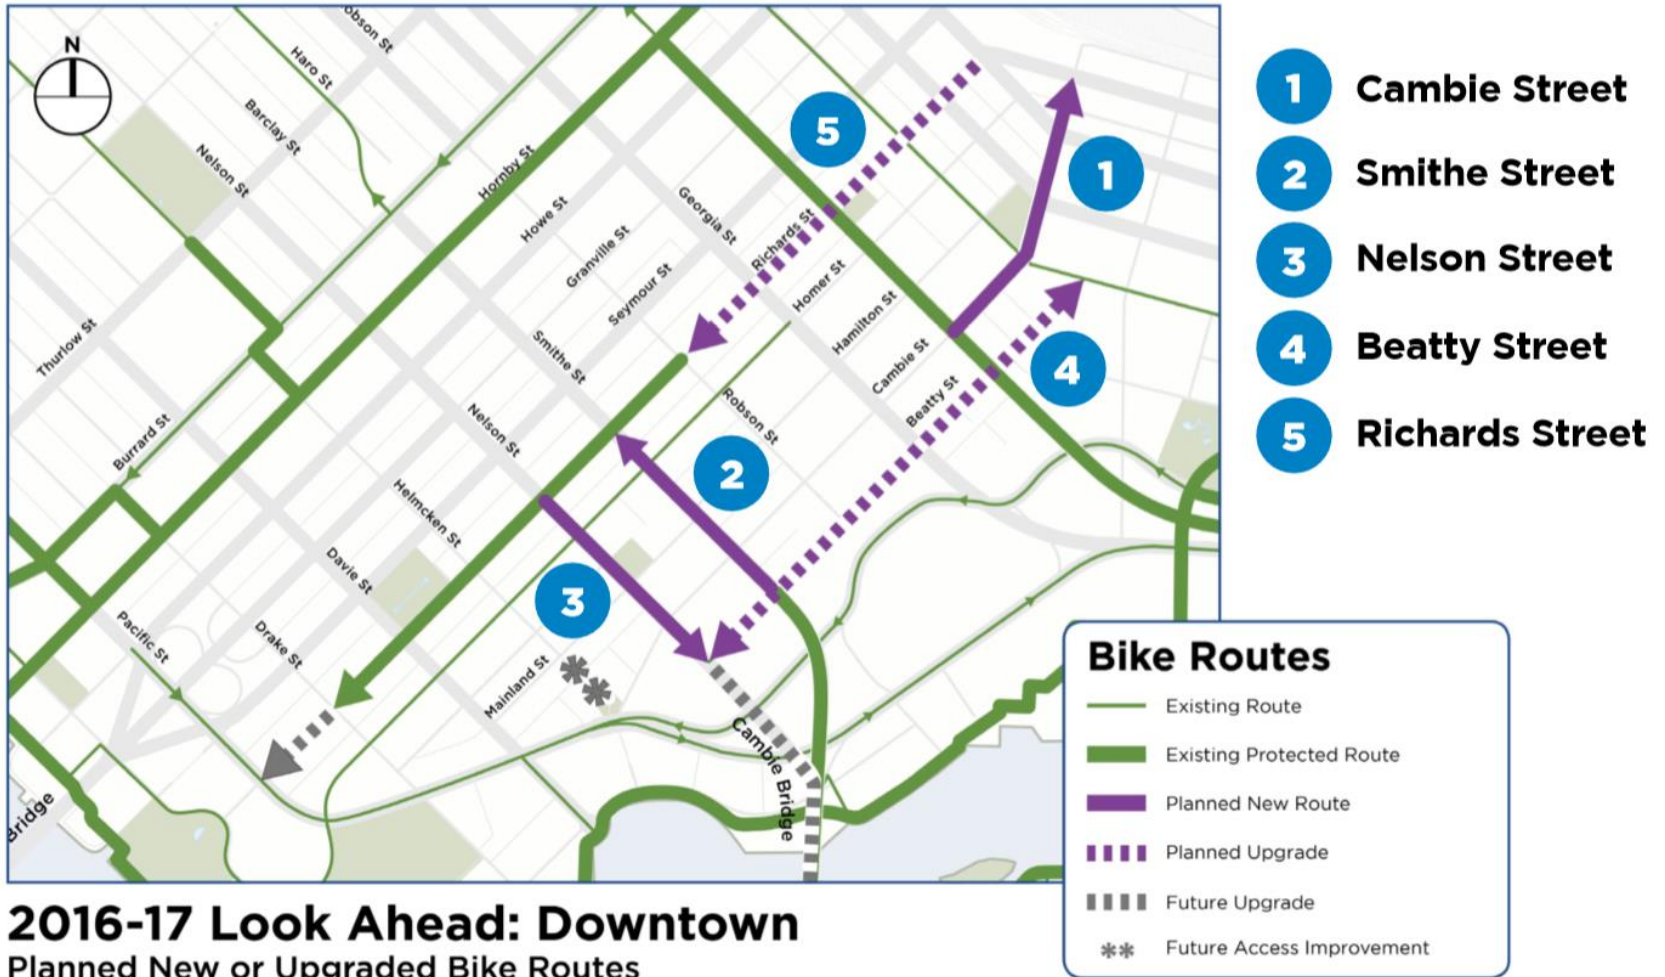 N
obson St
Haro St
Barclay St
Nelson St
Hornby St
Howe St
Granville St
Seymour St
Georgia St
Richards St
Homer St
Hamilton St
Cambie St
Beatty St
Thurlow St
Smithe St
Robson St
Nelson St
Burrard St
Helmcken St
Davie St
Pacific St
Drake St
Mainland St
Cambie Bridge
Bridge
5
1
4
2
3
1 Cambie Street
2 Smithe Street
3 Nelson Street
4 Beatty Street
5 Richards Street
Bike Routes
Existing Route
Existing Protected Route
Planned New Route
Planned Upgrade
Future Upgrade
Future Access Improvement
2016-17 Look Ahead: Downtown
Planned New or Upgraded Bike Routes